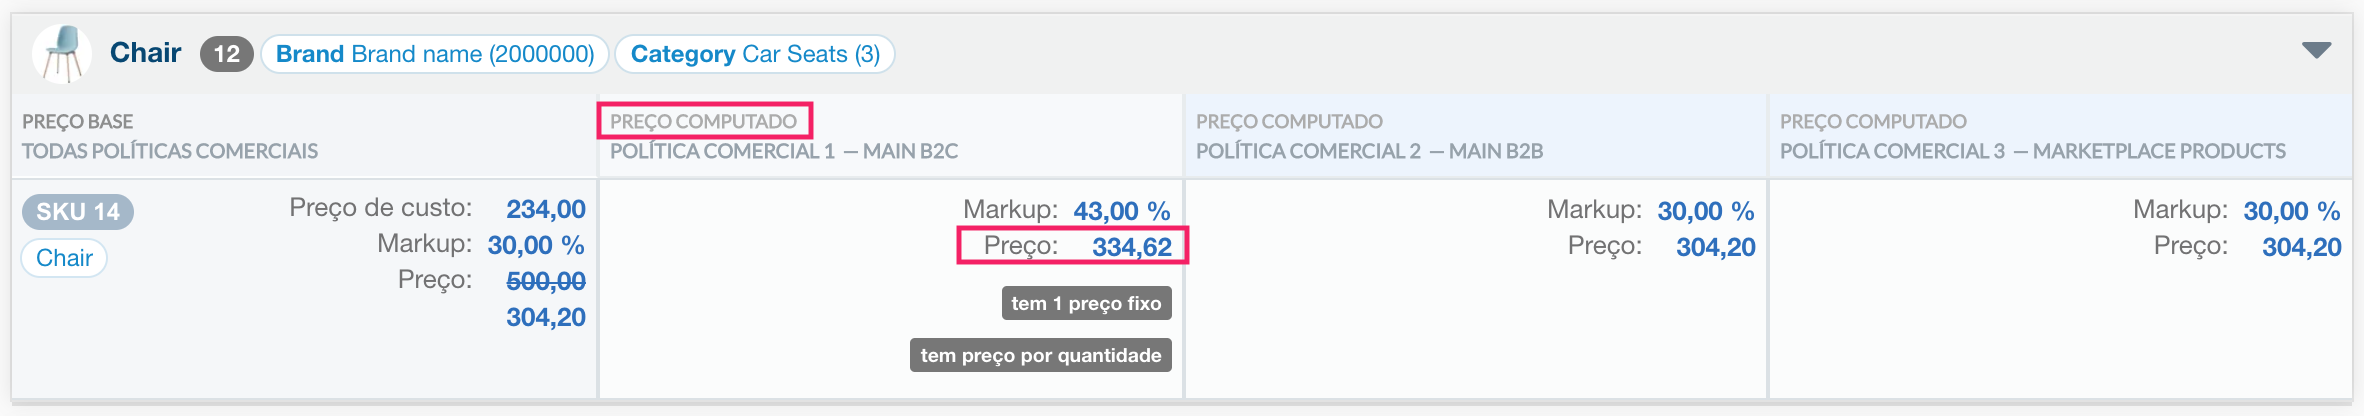 Chair 12 Brand Brand name (2000000) Category Car Seats (3)
PREÇO BASE
TODAS POLÍTICAS COMERCIAIS
PREÇO COMPUTADO
POLÍTICA COMERCIAL 1 — MAIN B2C
PREÇO COMPUTADO
POLÍTICA COMERCIAL 2 — MAIN B2B
PREÇO COMPUTADO
POLÍTICA COMERCIAL 3 — MARKETPLACE PRODUCTS
SKU 14
Chair
Preço de custo: 234,00
Markup: 30,00 %
Preço: 500,00
304,20
Markup: 43,00 %
Preço: 334,62
tem 1 preço fixo
tem preço por quantidade
Markup: 30,00 %
Preço: 304,20
Markup: 30,00 %
Preço: 304,20